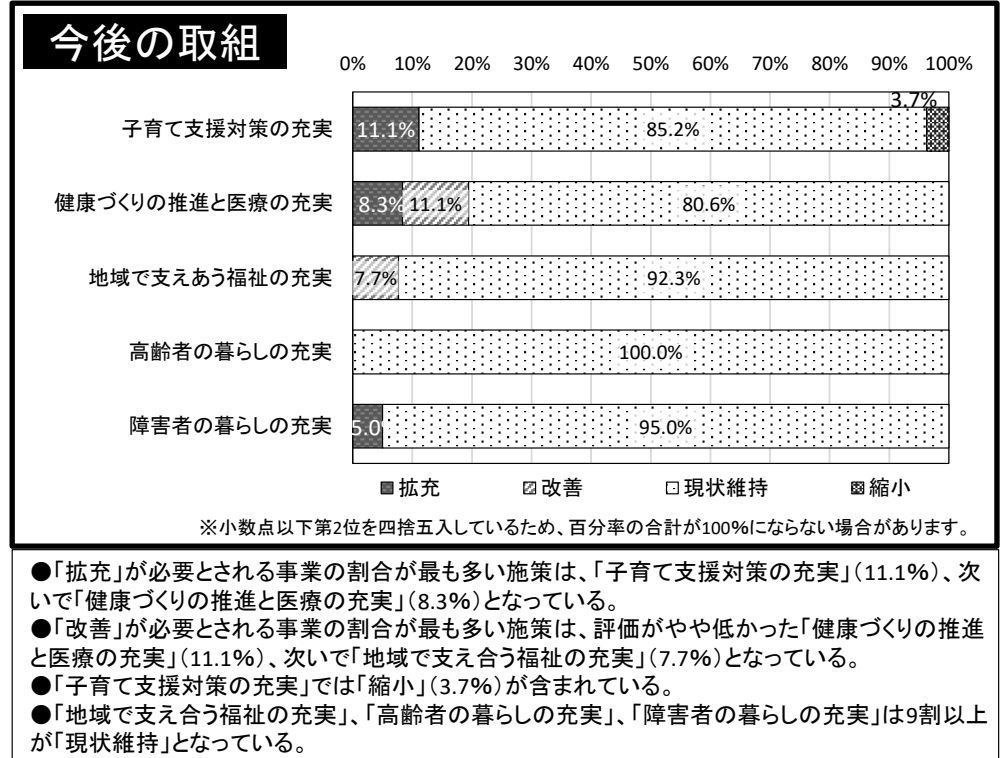 今後の取組
0% 10% 20% 30% 40% 50% 60% 70% 80% 90% 100%
3.7%
子育て支援対策の充実 11.1% 85.2%
健康づくりの推進と医療の充実 8.3% 11.1% 80.6%
地域で支えあう福祉の充実 7.7% 92.3%
高齢者の暮らしの充実 100.0%
障害者の暮らしの充実 5.0% 95.0%
拡充 改善 現状維持 縮小
※小数点以下第2位を四捨五入しているため、百分率の合計が100%にならない場合があります。
●「拡充」が必要とされる事業の割合が最も多い施策は、「子育て支援対策の充実」(11.1%)、次
いで「健康づくりの推進と医療の充実」(8.3%)となっている。
●「改善」が必要とされる事業の割合が最も多い施策は、評価がやや低かった「健康づくりの推進
と医療の充実」(11.1%)、次いで「地域で支え合う福祉の充実」(7.7%)となっている。
●「子育て支援対策の充実」では「縮小」(3.7%)が含まれている。
●「地域で支え合う福祉の充実」、「高齢者の暮らしの充実」、「障害者の暮らしの充実」は9割以上
が「現状維持」となっている。